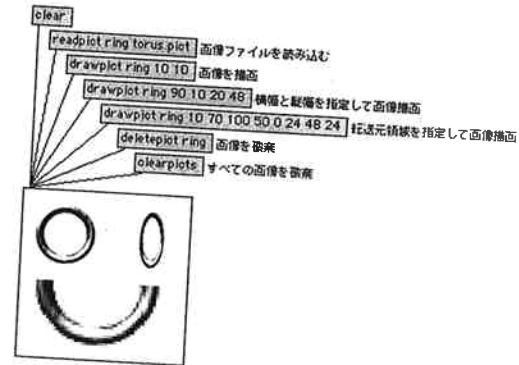 clear
readpict ring torus.pict 画像ファイルを読み込む
drawpict ring 10 10 画像を描画
drawpict ring 90 10 20 48 横幅と縦幅を指定して画像描画
drawpict ring 10 70 100 50 0 24 48 24 転送元領域を指定して画像描画
deletepict ring 画像を破棄
clearpicts すべての画像を破棄